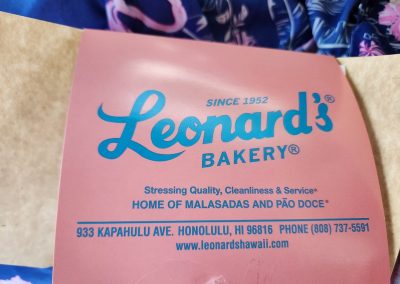 SINCE 1952
Leonard's®
BAKERY®
Stressing Quality, Cleanliness & Service®
HOME OF MALASADAS AND PÃO DOCE®
933 KAPAHULU AVE. HONOLULU, HI 96816 PHONE (808) 737-5591
www.leonardshawaii.com